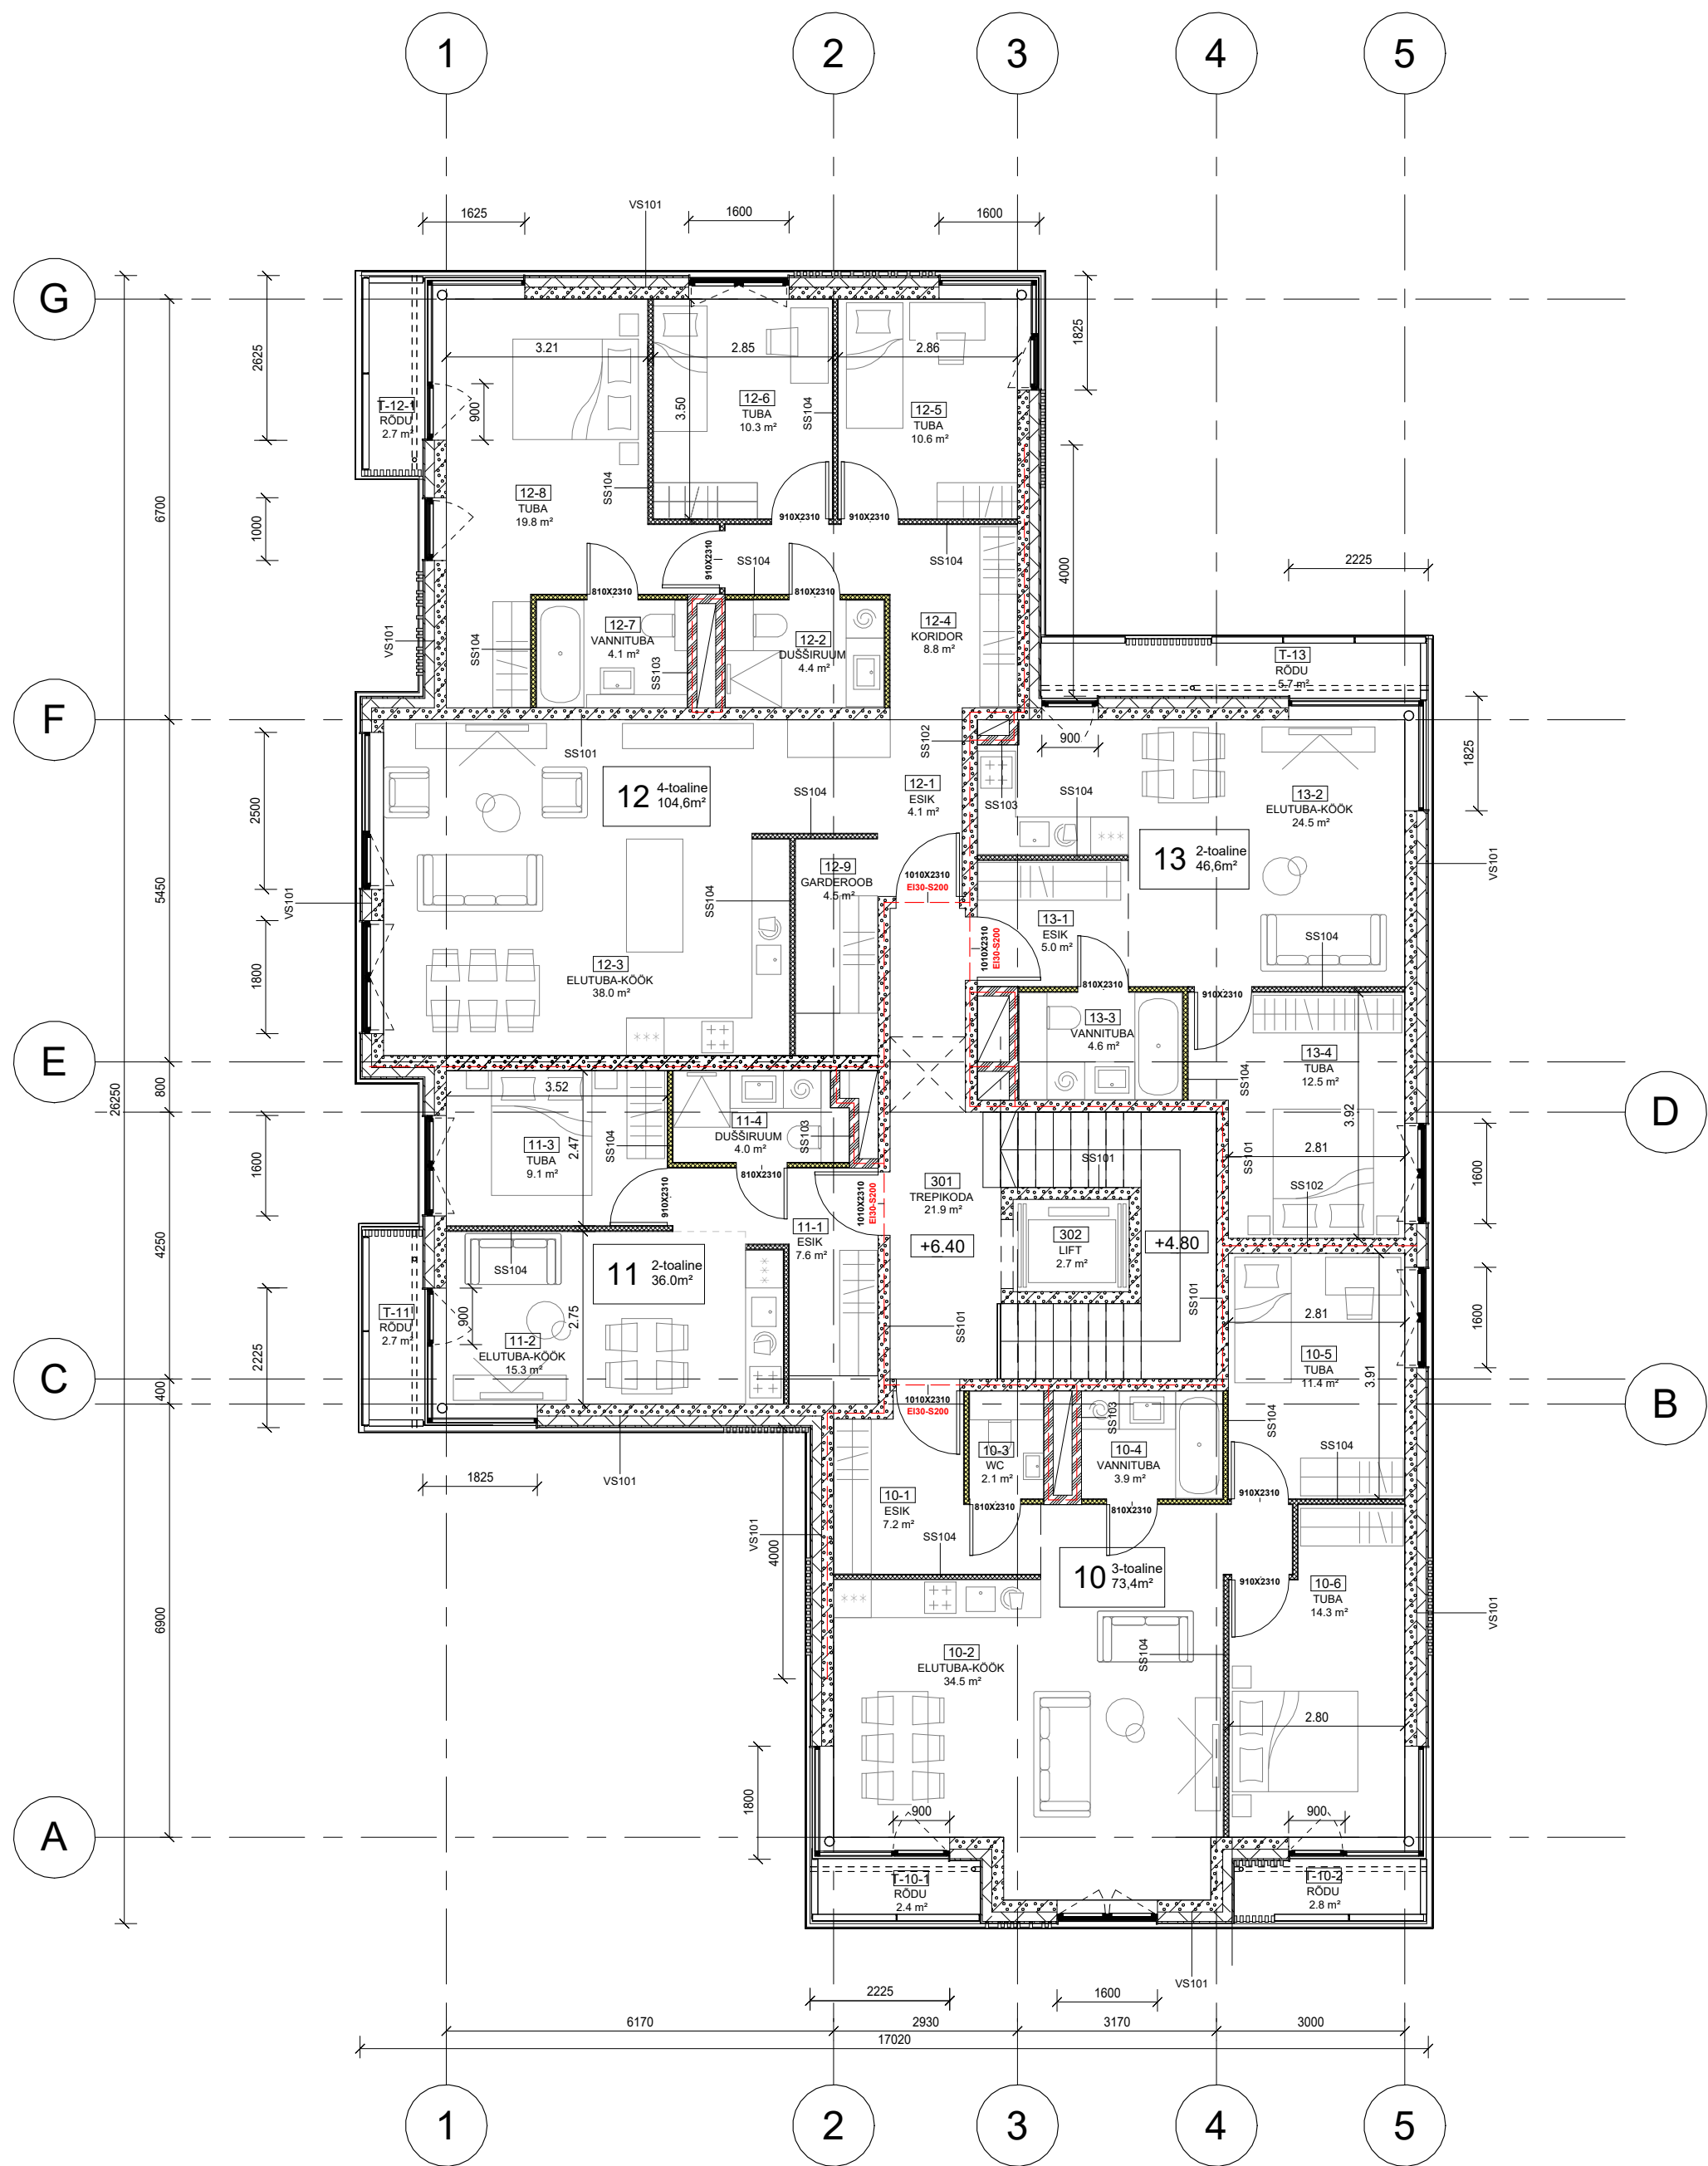 1
2
3
4
5
1625
VS101
1600
1600
G
2625
1825
3.21
2.85
2.86
900
3.50
T-12-1
RÕDU
2.7 m²
12-6
TUBA
10.3 m²
SS104
12-5
TUBA
10.6 m²
6700
1000
12-8
TUBA
19.8 m²
SS104
910X2310
910X2310
910X2310
SS104
SS104
4000
2225
810X2310
810X2310
VS101
SS104
12-7
VANNITUBA
4.1 m²
SS103
12-2
DUŠŠIRUUM
4.4 m²
12-4
KORIDOR
8.8 m²
T-13
RÕDU
5.7 m²
F
SS101
SS102
900
1825
2500
12 4-toaline
104,6m²
SS104
12-1
ESIK
4.1 m²
SS103
SS104
13-2
ELUTUBA-KÖÖK
24.5 m²
13 2-toaline
46,6m²
VS101
5450
VS101
SS104
12-9
GARDEROOB
4.5 m²
1010X2310
EI30-S200
13-1
ESIK
5.0 m²
1010X2310
EI30-S200
SS104
1800
12-3
ELUTUBA-KÖÖK
38.0 m²
810X2310
910X2310
13-3
VANNITUBA
4.6 m²
SS104
13-4
TUBA
12.5 m²
E
26250
800
3.52
D
11-4
DUŠŠIRUUM
4.0 m²
SS103
3.92
1600
11-3
TUBA
9.1 m²
2.47
SS104
810X2310
910X2310
1010X2310
EI30-S200
301
TREPIKODA
21.9 m²
SS101
SS101
2.81
SS102
1600
4250
11-1
ESIK
7.6 m²
+6.40
302
LIFT
2.7 m²
+4.80
SS104
11 2-toaline
36.0m²
SS101
SS101
2.81
1600
T-11
RÕDU
2.7 m²
900
11-2
ELUTUBA-KÖÖK
15.3 m²
2.75
10-5
TUBA
11.4 m²
3.91
2225
C
400
B
1010X2310
EI30-S200
SS103
SS104
SS104
1825
VS101
10-3
WC
2.1 m²
10-4
VANNITUBA
3.9 m²
910X2310
10-1
ESIK
7.2 m²
810X2310
810X2310
VS101
4000
SS104
10 3-toaline
73,4m²
910X2310
10-6
TUBA
14.3 m²
VS101
6900
10-2
ELUTUBA-KÖÖK
34.5 m²
SS104
2.80
1800
900
900
A
T-10-1
RÕDU
2.4 m²
T-10-2
RÕDU
2.8 m²
VS101
2225
1600
6170
2930
3170
3000
17020
1
2
3
4
5